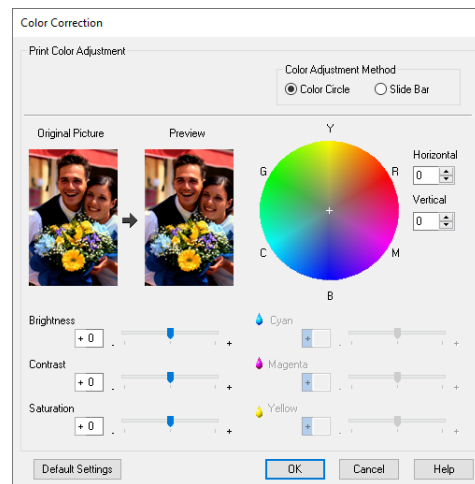 Color Correction
Print Color Adjustment
Color Adjustment Method
Color Circle
Slide Bar
Original Picture
Preview
Y
G
R
C
M
B
Horizontal
0
Vertical
0
Brightness
+ 0
- +
Cyan
+
- +
Contrast
+ 0
- +
Magenta
+
- +
Saturation
+ 0
- +
Yellow
+
- +
Default Settings
OK
Cancel
Help